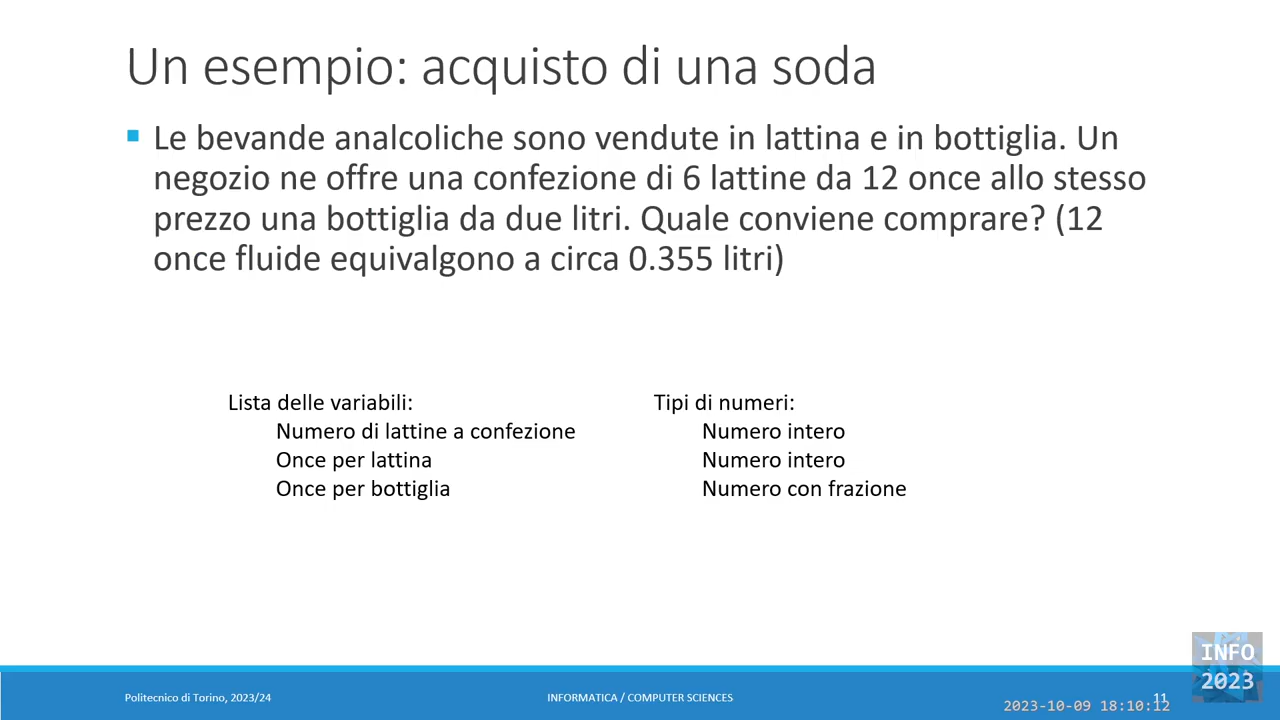 Un esempio: acquisto di una soda
Le bevande analcoliche sono vendute in lattina e in bottiglia. Un
negozio ne offre una confezione di 6 lattine da 12 once allo stesso
prezzo una bottiglia da due litri. Quale conviene comprare? (12
once fluide equivalgono a circa 0.355 litri)
Lista delle variabili:
Numero di lattine a confezione
Once per lattina
Once per bottiglia
Tipi di numeri:
Numero intero
Numero intero
Numero con frazione
Politecnico di Torino, 2023/24
INFORMATICA / COMPUTER SCIENCES
11
INFO
2023
2023-10-09 18:10:12